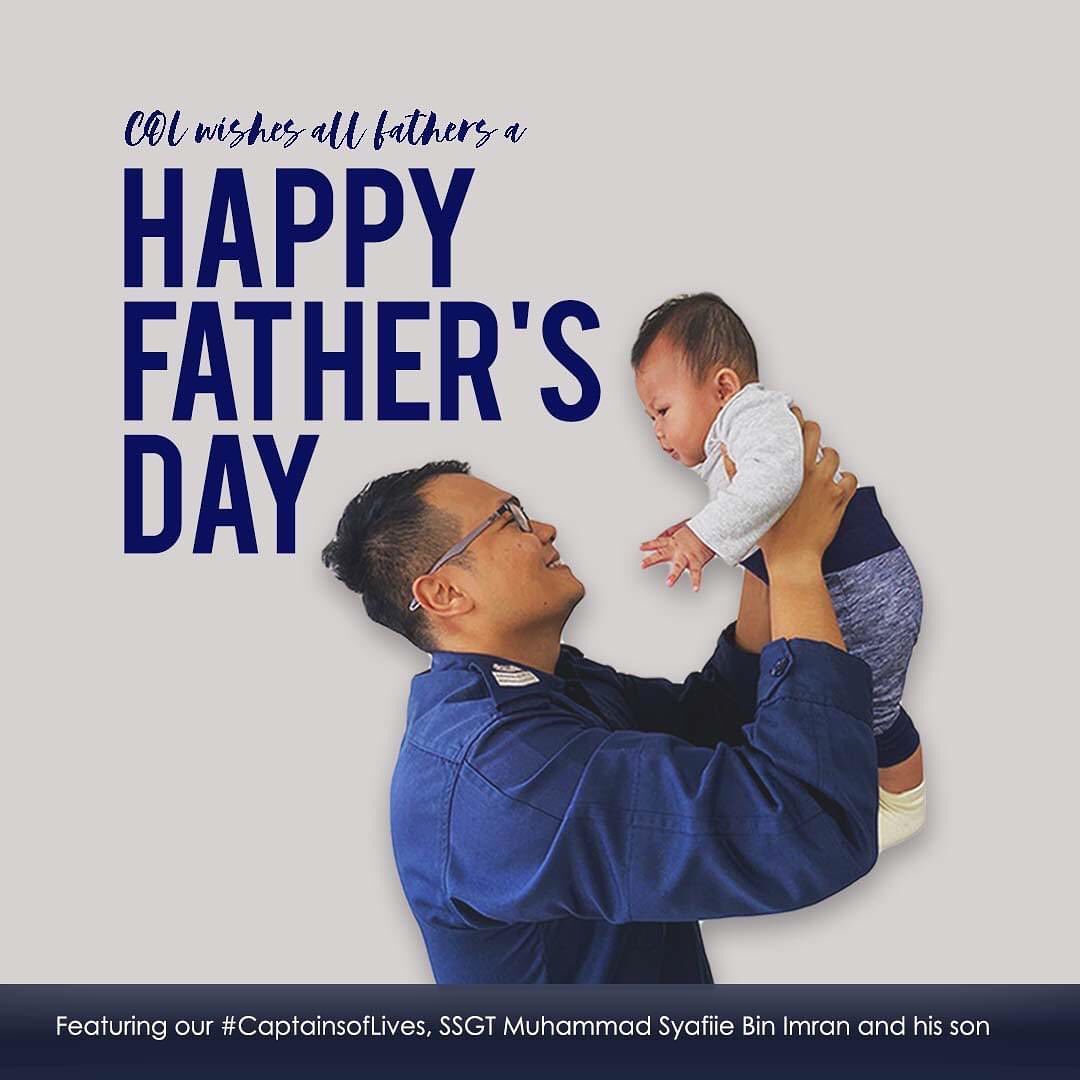 COL wishes all fathers a
HAPPY
FATHER'S
DAY
Featuring our #CaptainsofLives, SSGT Muhammad Syafiie Bin Imran and his son